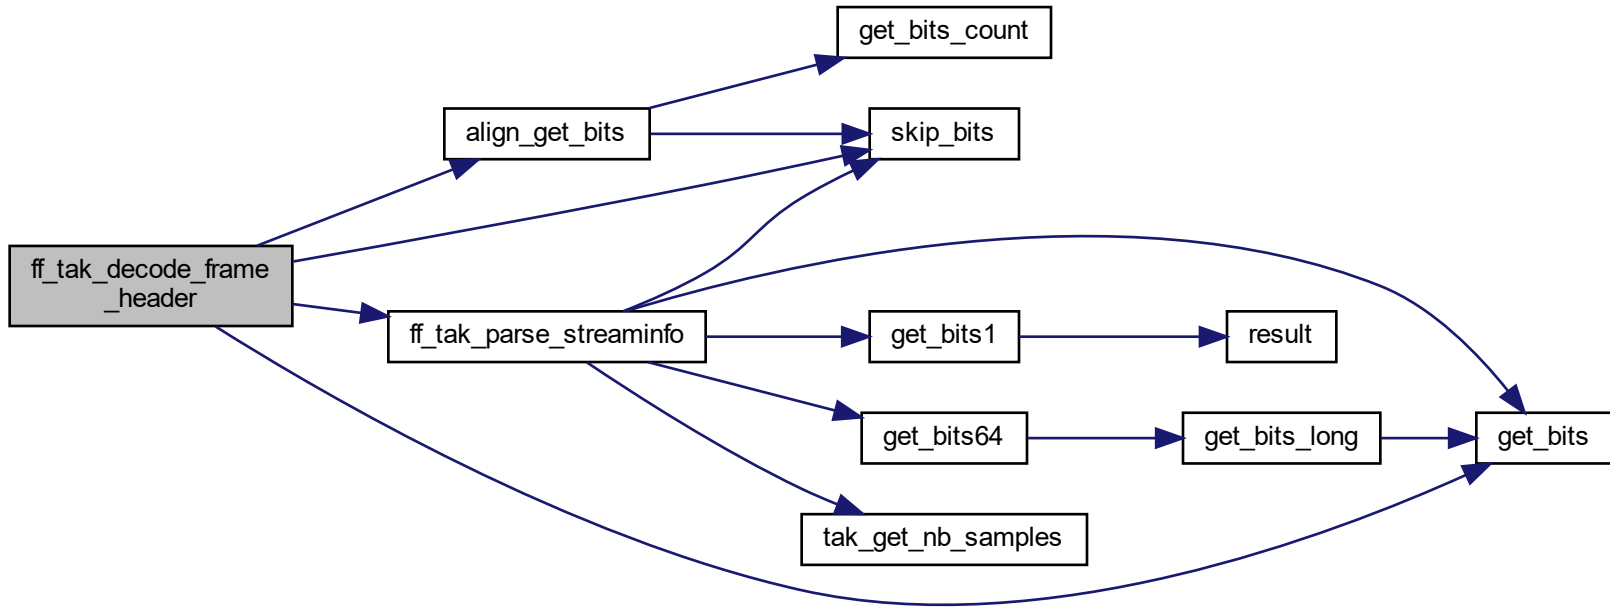 get_bits_count
align_get_bits
skip_bits
ff_tak_decode_frame
_header
ff_tak_parse_streaminfo
get_bits1
result
get_bits64
get_bits_long
get_bits
tak_get_nb_samples